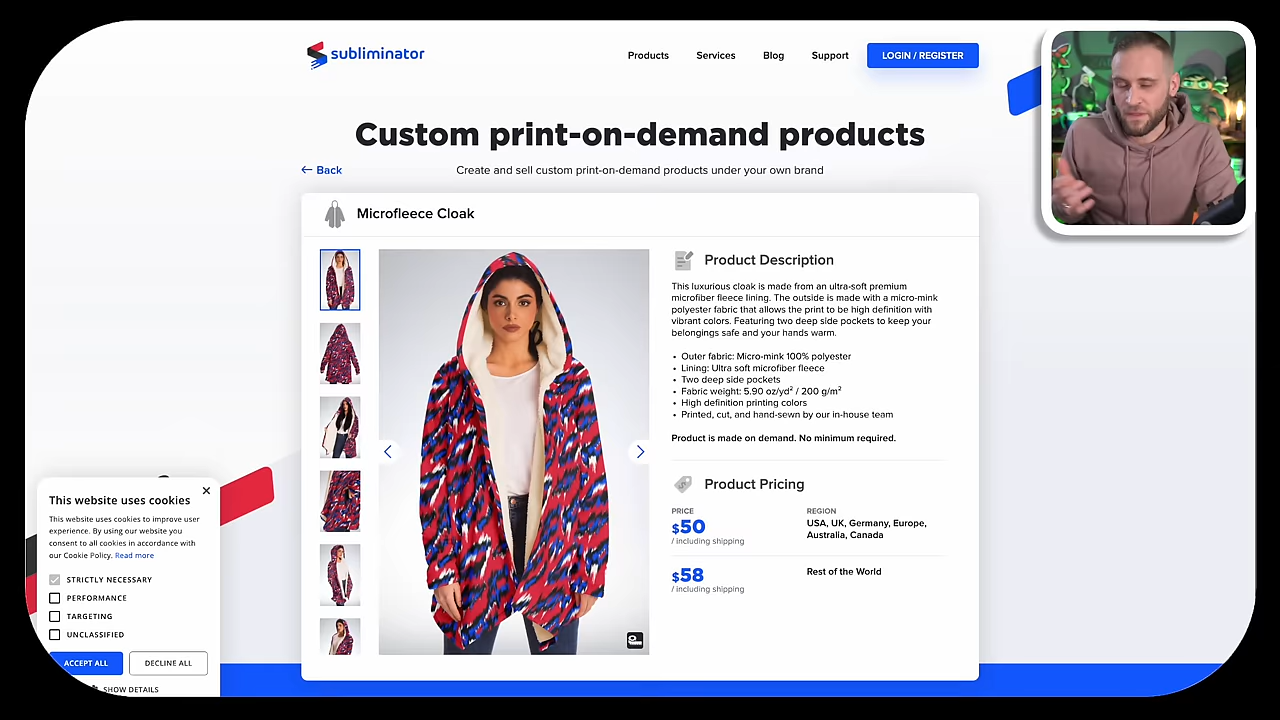 subliminator
Products
Services
Blog
Support
LOGIN / REGISTER
Custom print-on-demand products
← Back
Create and sell custom print-on-demand products under your own brand
Microfleece Cloak
Product Description
This luxurious cloak is made from an ultra-soft premium
microfiber fleece lining. The outside is made with a micro-mink
polyester fabric that allows the print to be high definition with
vibrant colors. Featuring two deep side pockets to keep your
belongings safe and your hands warm.
• Outer fabric: Micro-mink 100% polyester
• Lining: Ultra soft microfiber fleece
• Two deep side pockets
• Fabric weight: 5.90 oz/yd² / 200 g/m²
• High definition printing colors
• Printed, cut, and hand-sewn by our in-house team
Product is made on demand. No minimum required.
Product Pricing
PRICE
REGION
$50
/ including shipping
USA, UK, Germany, Europe,
Australia, Canada
$58
/ including shipping
Rest of the World
This website uses cookies
This website uses cookies to improve user
experience. By using our website you
consent to all cookies in accordance with
our Cookie Policy. Read more
STRICTLY NECESSARY
PERFORMANCE
TARGETING
UNCLASSIFIED
ACCEPT ALL
DECLINE ALL
SHOW DETAILS